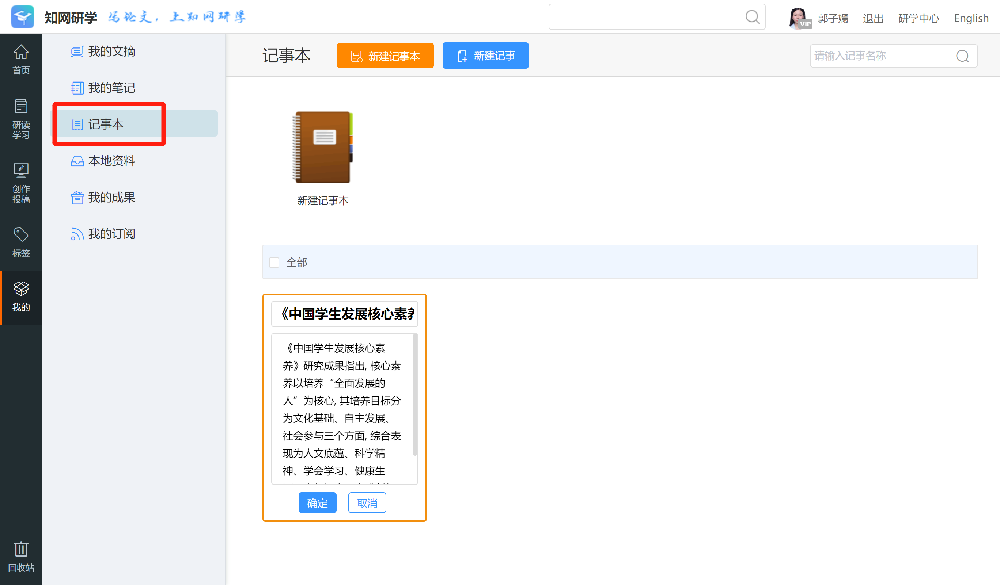 知网研学
写论文，上知网研学
VIP
郭子嫣
退出
研学中心
English
首页
研读
学习
创作
投稿
标签
我的
回收站
我的文摘
我的笔记
记事本
本地资料
我的成果
我的订阅
记事本
新建记事本
新建记事
请输入记事名称
新建记事本
全部
《中国学生发展核心素
《中国学生发展核心素
养》研究成果指出, 核心素
养以培养“全面发展的
人”为核心, 其培养目标分
为文化基础、自主发展、
社会参与三个方面, 综合表
现为人文底蕴、科学精
神、学会学习、健康生
确定
取消